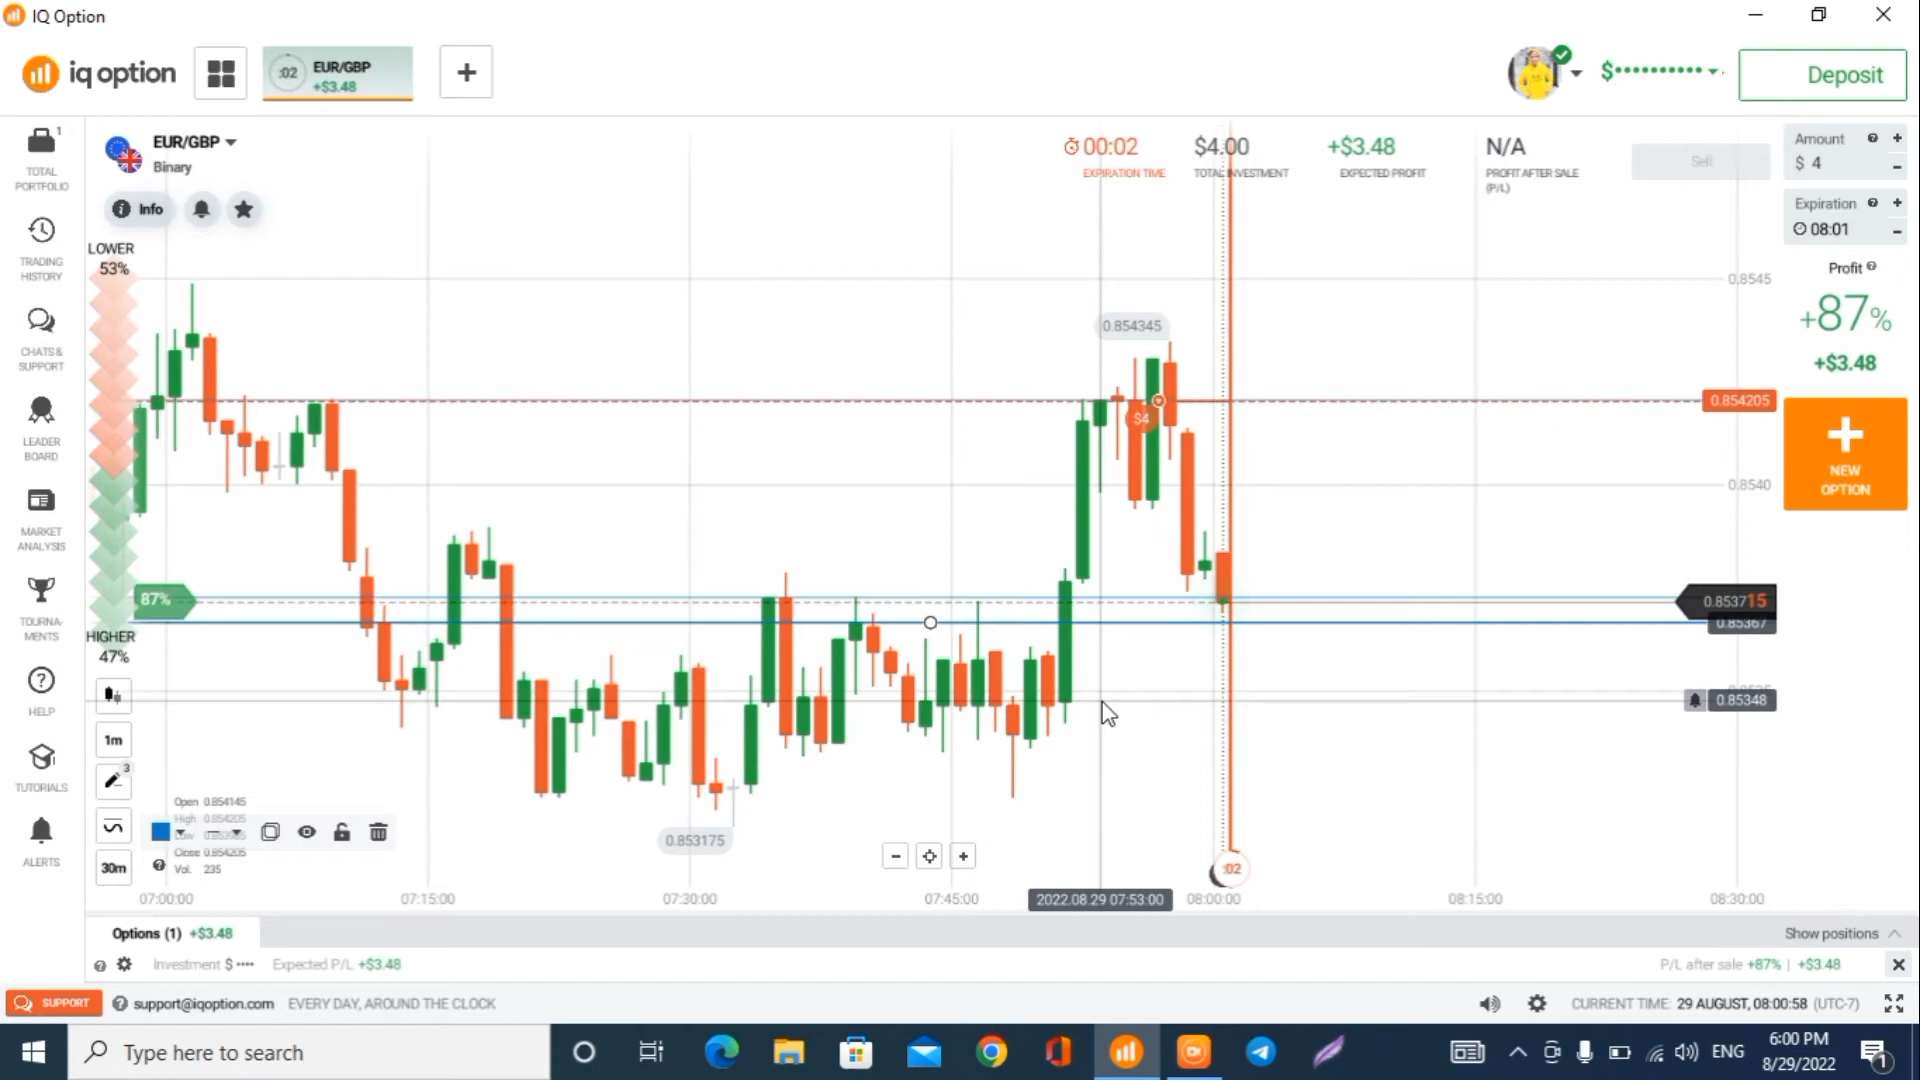 IQ Option
iq option
:02
EUR/GBP
+$3.48
Deposit
TOTAL
PORTFOLIO
1
TRADING
HISTORY
CHATS &
SUPPORT
LEADER
BOARD
MARKET
ANALYSIS
TOURNA-
MENTS
HELP
TUTORIALS
ALERTS
EUR/GBP
Binary
Info
LOWER
53%
87%
HIGHER
47%
1m
3
30m
00:02
EXPIRATION TIME
$4.00
TOTAL INVESTMENT
+$3.48
EXPECTED PROFIT
N/A
PROFIT AFTER SALE
(P/L)
Sell
0.854345
$4
0.853175
0.8545
0.854205
0.8540
0.853715
0.85367
0.85348
Open 0.854145
High 0.854205
Low
Close 0.854205
Vol. 235
:02
07:00:00
07:15:00
07:30:00
07:45:00
2022.08.29 07:53:00
08:00:00
08:15:00
08:30:00
Amount
$ 4
Expiration
08:01
Profit
+87%
+$3.48
NEW
OPTION
Options (1) +$3.48
Show positions
Investment $ ····
Expected P/L +$3.48
P/L after sale +87% | +$3.48
SUPPORT
support@iqoption.com EVERY DAY, AROUND THE CLOCK
CURRENT TIME: 29 AUGUST, 08:00:58 (UTC-7)
Type here to search
ENG
6:00 PM
8/29/2022
1